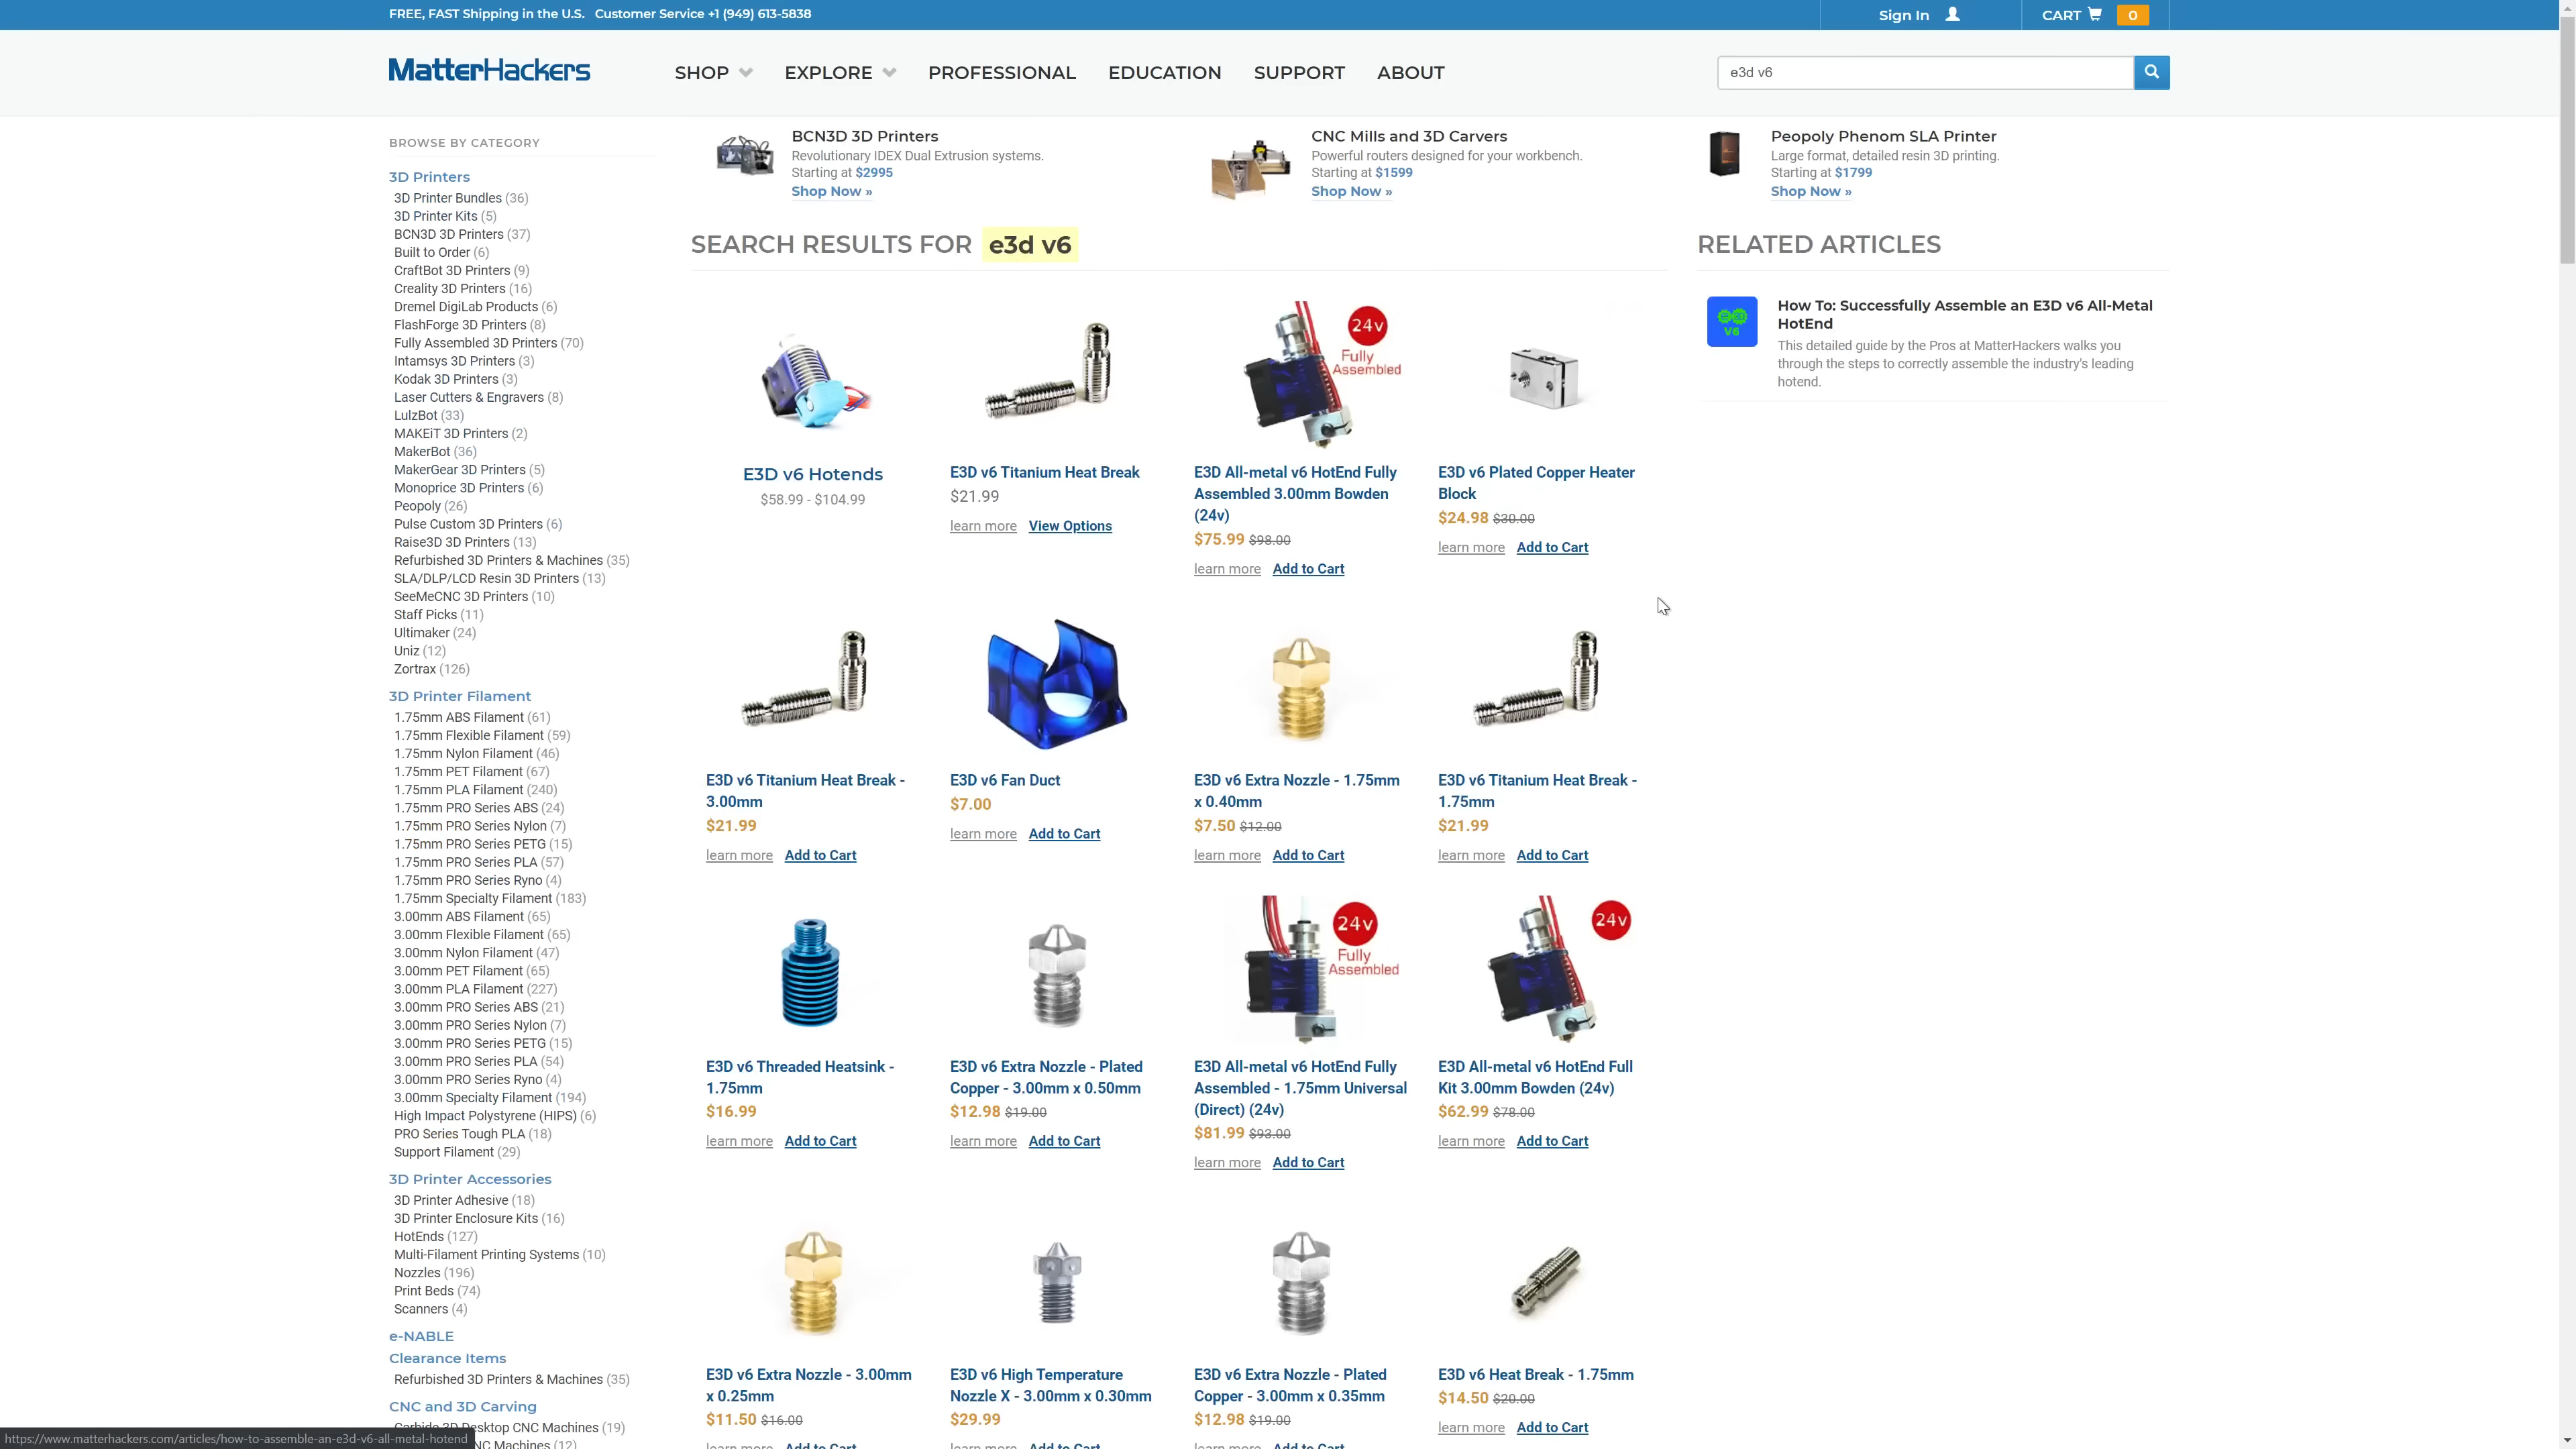 FREE, FAST Shipping in the U.S. Customer Service +1 (949) 613-5838
Sign In
CART 0
MatterHackers
SHOP EXPLORE PROFESSIONAL EDUCATION SUPPORT ABOUT
e3d v6
BROWSE BY CATEGORY
3D Printers
3D Printer Bundles (36)
3D Printer Kits (5)
BCN3D 3D Printers (37)
Built to Order (6)
CraftBot 3D Printers (9)
Creality 3D Printers (16)
Dremel DigiLab Products (6)
FlashForge 3D Printers (8)
Fully Assembled 3D Printers (70)
Intamsys 3D Printers (3)
Kodak 3D Printers (3)
Laser Cutters & Engravers (8)
LulzBot (33)
MAKEiT 3D Printers (2)
MakerBot (36)
MakerGear 3D Printers (5)
Monoprice 3D Printers (6)
Peopoly (26)
Pulse Custom 3D Printers (6)
Raise3D 3D Printers (13)
Refurbished 3D Printers & Machines (35)
SLA/DLP/LCD Resin 3D Printers (13)
SeeMeCNC 3D Printers (10)
Staff Picks (11)
Ultimaker (24)
Uniz (12)
Zortrax (126)
3D Printer Filament
1.75mm ABS Filament (61)
1.75mm Flexible Filament (59)
1.75mm Nylon Filament (46)
1.75mm PET Filament (67)
1.75mm PLA Filament (240)
1.75mm PRO Series ABS (24)
1.75mm PRO Series Nylon (7)
1.75mm PRO Series PETG (15)
1.75mm PRO Series PLA (57)
1.75mm PRO Series Ryno (4)
1.75mm Specialty Filament (183)
3.00mm ABS Filament (65)
3.00mm Flexible Filament (65)
3.00mm Nylon Filament (47)
3.00mm PET Filament (65)
3.00mm PLA Filament (227)
3.00mm PRO Series ABS (21)
3.00mm PRO Series Nylon (7)
3.00mm PRO Series PETG (15)
3.00mm PRO Series PLA (54)
3.00mm PRO Series Ryno (4)
3.00mm Specialty Filament (194)
High Impact Polystyrene (HIPS) (6)
PRO Series Tough PLA (18)
Support Filament (29)
3D Printer Accessories
3D Printer Adhesive (18)
3D Printer Enclosure Kits (16)
HotEnds (127)
Multi-Filament Printing Systems (10)
Nozzles (196)
Print Beds (74)
Scanners (4)
e-NABLE
Clearance Items
Refurbished 3D Printers & Machines (35)
CNC and 3D Carving
Carbide 3D Desktop CNC Machines (19)
NC Machines (12)
https://www.matterhackers.com/articles/how-to-assemble-an-e3d-v6-all-metal-hotend
BCN3D 3D Printers
Revolutionary IDEX Dual Extrusion systems.
Starting at $2995
Shop Now »
CNC Mills and 3D Carvers
Powerful routers designed for your workbench.
Starting at $1599
Shop Now »
Peopoly Phenom SLA Printer
Large format, detailed resin 3D printing.
Starting at $1799
Shop Now »
SEARCH RESULTS FOR e3d v6
E3D v6 Hotends
$58.99 - $104.99
E3D v6 Titanium Heat Break
$21.99
learn more View Options
24v
Fully
Assembled
E3D All-metal v6 HotEnd Fully
Assembled 3.00mm Bowden
(24v)
$75.99 $98.00
learn more Add to Cart
E3D v6 Plated Copper Heater
Block
$24.98 $30.00
learn more Add to Cart
E3D v6 Titanium Heat Break -
3.00mm
$21.99
learn more Add to Cart
E3D v6 Fan Duct
$7.00
learn more Add to Cart
E3D v6 Extra Nozzle - 1.75mm
x 0.40mm
$7.50 $12.00
learn more Add to Cart
E3D v6 Titanium Heat Break -
1.75mm
$21.99
learn more Add to Cart
E3D v6 Threaded Heatsink -
1.75mm
$16.99
learn more Add to Cart
E3D v6 Extra Nozzle - Plated
Copper - 3.00mm x 0.50mm
$12.98 $19.00
learn more Add to Cart
24v
Fully
Assembled
E3D All-metal v6 HotEnd Fully
Assembled - 1.75mm Universal
(Direct) (24v)
$81.99 $93.00
learn more Add to Cart
24v
E3D All-metal v6 HotEnd Full
Kit 3.00mm Bowden (24v)
$62.99 $78.00
learn more Add to Cart
E3D v6 Extra Nozzle - 3.00mm
x 0.25mm
$11.50 $16.00
learn more Add to Cart
E3D v6 High Temperature
Nozzle X - 3.00mm x 0.30mm
$29.99
learn more Add to Cart
E3D v6 Extra Nozzle - Plated
Copper - 3.00mm x 0.35mm
$12.98 $19.00
learn more Add to Cart
E3D v6 Heat Break - 1.75mm
$14.50 $20.00
learn more Add to Cart
RELATED ARTICLES
V6
How To: Successfully Assemble an E3D v6 All-Metal
HotEnd
This detailed guide by the Pros at MatterHackers walks you
through the steps to correctly assemble the industry's leading
hotend.